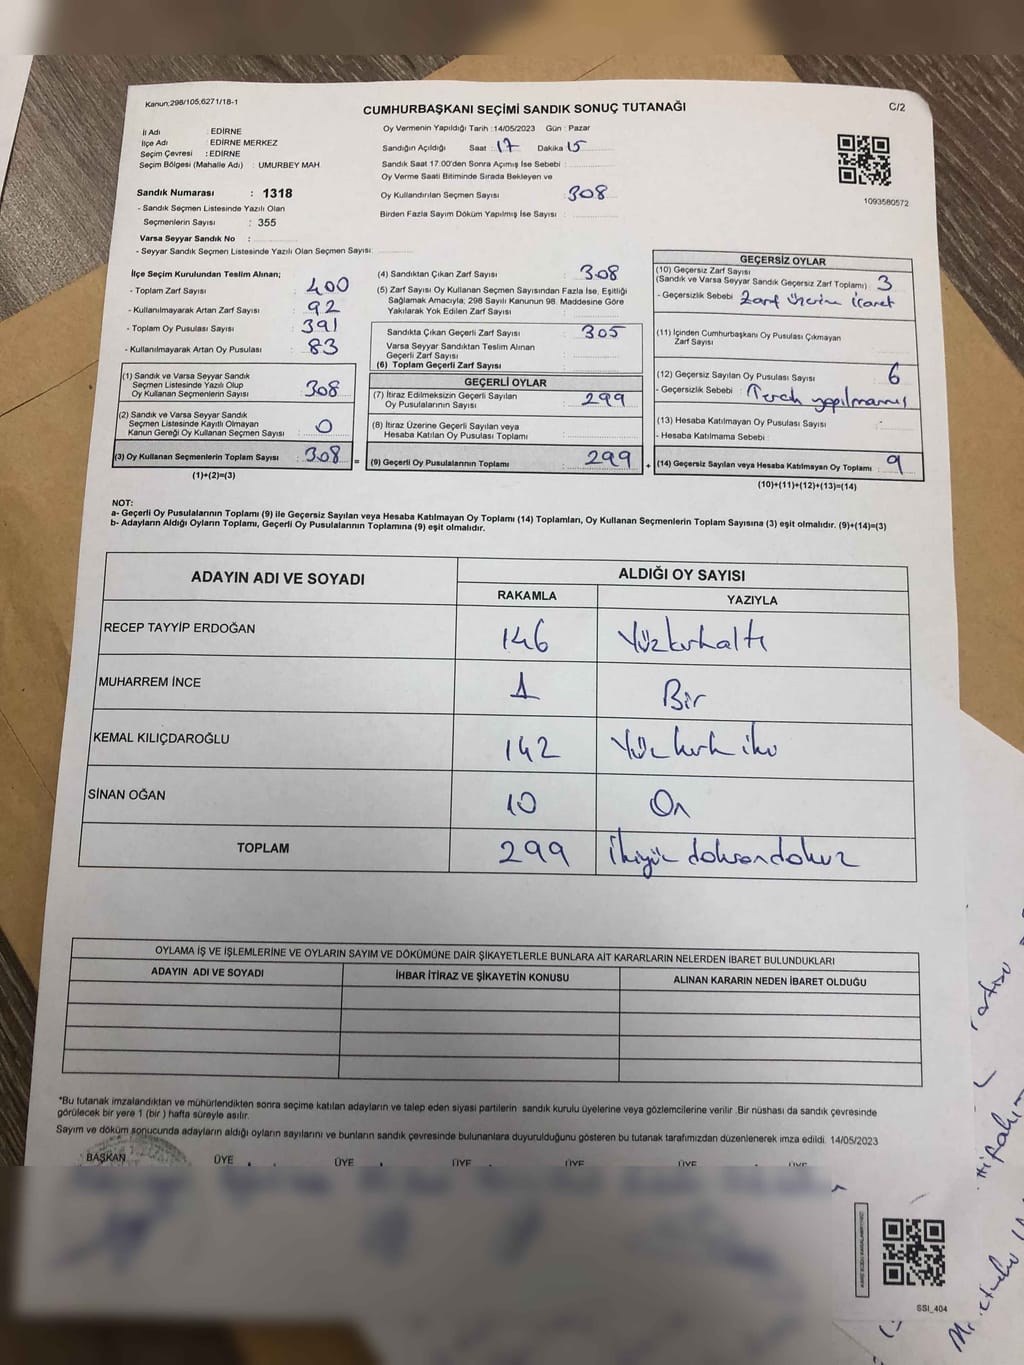 Kanun;298/105,6271/18-1
CUMHURBAŞKANI SEÇİMİ SANDIK SONUÇ TUTANAĞI
C/2
İl Adı : EDİRNE
İlçe Adı : EDİRNE MERKEZ
Seçim Çevresi : EDİRNE
Seçim Bölgesi (Mahalle Adı) : UMURBEY MAH.
Sandık Numarası : 1318
- Sandık Seçmen Listesinde Yazılı Olan
Seçmenlerin Sayısı : 355
Varsa Seyyar Sandık No :
- Seyyar Sandık Seçmen Listesinde Yazılı Olan Seçmen Sayısı:
Oy Vermenin Yapıldığı Tarih :14/05/2023 Gün : Pazar
Sandığın Açıldığı Saat : 17 Dakika 15
Sandık Saat 17.00'den Sonra Açılmış İse Sebebi :
Oy Verme Saati Bitiminde Sırada Bekleyen ve
Oy Kullandırılan Seçmen Sayısı : 308
Birden Fazla Sayım Döküm Yapılmış İse Sayısı :
1093580572
İlçe Seçim Kurulundan Teslim Alınan;
- Toplam Zarf Sayısı : 400
- Kullanılmayarak Artan Zarf Sayısı : 92
- Toplam Oy Pusulası Sayısı : 391
- Kullanılmayarak Artan Oy Pusulası : 83
(1) Sandık ve Varsa Seyyar Sandık
Seçmen Listesinde Yazılı Olup
Oy Kullanan Seçmenlerin Sayısı : 308
(2) Sandık ve Varsa Seyyar Sandık
Seçmen Listesinde Kayıtlı Olmayan
Kanun Gereği Oy Kullanan Seçmen Sayısı : 0
(3) Oy Kullanan Seçmenlerin Toplam Sayısı : 308 =
(1)+(2)=(3)
(4) Sandıktan Çıkan Zarf Sayısı : 308
(5) Zarf Sayısı Oy Kullanan Seçmen Sayısından Fazla İse, Eşitliği
Sağlamak Amacıyla, 298 Sayılı Kanunun 98. Maddesine Göre
Yakılarak Yok Edilen Zarf Sayısı :
Sandıkta Çıkan Geçerli Zarf Sayısı : 305
Varsa Seyyar Sandıktan Teslim Alınan
Geçerli Zarf Sayısı :
(6) Toplam Geçerli Zarf Sayısı :
GEÇERLİ OYLAR
(7) İtiraz Edilmeksizin Geçerli Sayılan
Oy Pusulalarının Sayısı : 299
(8) İtiraz Üzerine Geçerli Sayılan veya
Hesaba Katılan Oy Pusulası Toplamı :
(9) Geçerli Oy Pusulalarının Toplamı : 299 +
GEÇERSİZ OYLAR
(10) Geçersiz Zarf Sayısı
(Sandık ve Varsa Seyyar Sandık Geçersiz Zarf Toplamı) : 3
- Geçersizlik Sebebi : Zarf Üzerine İşaret
(11) İçinden Cumhurbaşkanı Oy Pusulası Çıkmayan
Zarf Sayısı :
(12) Geçersiz Sayılan Oy Pusulası Sayısı : 6
- Geçersizlik Sebebi : Tercih yapılmamış
(13) Hesaba Katılmayan Oy Pusulası Sayısı :
- Hesaba Katılmama Sebebi :
(14) Geçersiz Sayılan veya Hesaba Katılmayan Oy Toplamı : 9
(10)+(11)+(12)+(13)=(14)
NOT:
a- Geçerli Oy Pusulalarının Toplamı (9) ile Geçersiz Sayılan veya Hesaba Katılmayan Oy Toplamı (14) Toplamları, Oy Kullanan Seçmenlerin Toplam Sayısına (3) eşit olmalıdır. (9)+(14)=(3)
b- Adayların Aldığı Oyların Toplamı, Geçerli Oy Pusulalarının Toplamına (9) eşit olmalıdır.
ADAYIN ADI VE SOYADI
ALDIĞI OY SAYISI
RAKAMLA YAZIYLA
RECEP TAYYİP ERDOĞAN 146 Yüzkırkaltı
MUHARREM İNCE 1 Bir
KEMAL KILIÇDAROĞLU 142 Yüz kırk iki
SİNAN OĞAN 10 On
TOPLAM 299 İkiyüz doksandokuz
OYLAMA İŞ VE İŞLEMLERİNE VE OYLARIN SAYIM VE DÖKÜMÜNE DAİR ŞİKAYETLERLE BUNLARA AİT KARARLARIN NELERDEN İBARET BULUNDUKLARI
ADAYIN ADI VE SOYADI İHBAR İTİRAZ VE ŞİKAYETİN KONUSU ALINAN KARARIN NEDEN İBARET OLDUĞU
*Bu tutanak imzalandıktan ve mühürlendikten sonra seçime katılan adayların ve talep eden siyasi partilerin sandık kurulu üyelerine veya gözlemcilerine verilir .Bir nüshası da sandık çevresinde
görülecek bir yere 1 (bir ) hafta süreyle asılır.
Sayım ve döküm sonucunda adayların aldığı oyların sayılarını ve bunların sandık çevresinde bulunanlara duyurulduğunu gösteren bu tutanak tarafımızdan düzenlenerek imza edildi. 14/05/2023
BAŞKAN ÜYE ÜYE ÜYE ÜYE ÜYE ÜYE
SSI_404